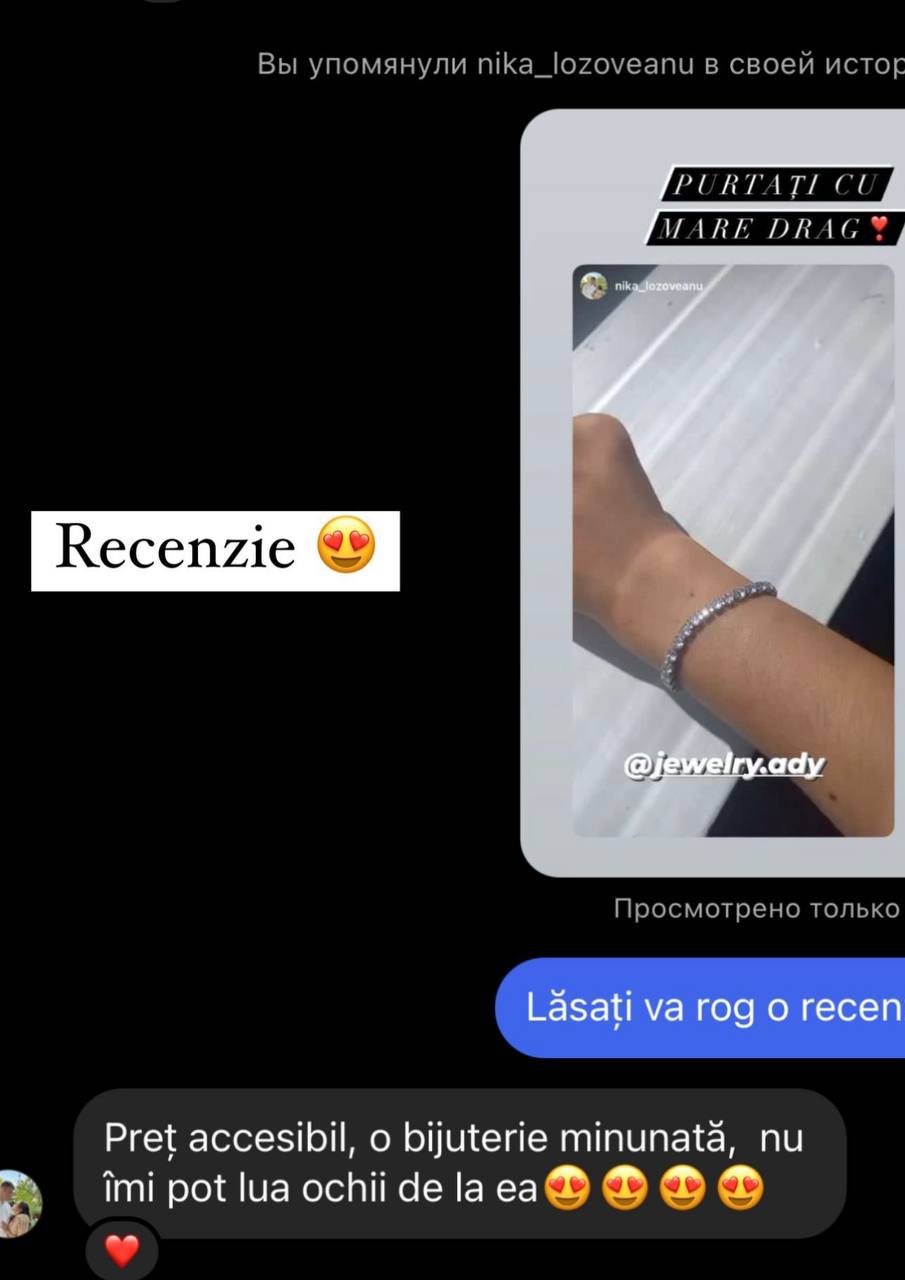 Вы упомянули nika_lozoveanu в своей истор
PURTAȚI CU
MARE DRAG❣️
nika_lozoveanu
Recenzie 😍
@jewelry.ady
Просмотрено только
Lăsați va rog o recen
Preț accesibil, o bijuterie minunată,  nu
îmi pot lua ochii de la ea😍😍😍😍
❤️